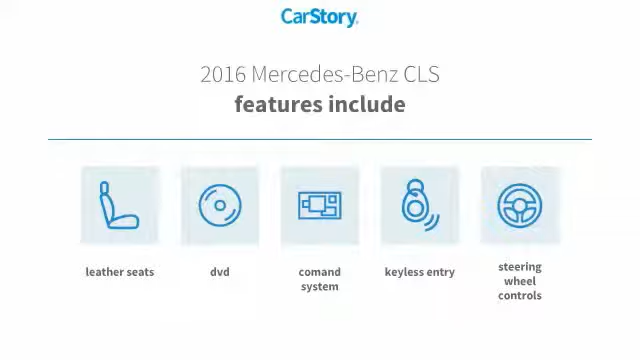 CarStory.
2016 Mercedes-Benz CLS
features include
leather seats
dvd
comand
system
keyless entry
steering
wheel
controls